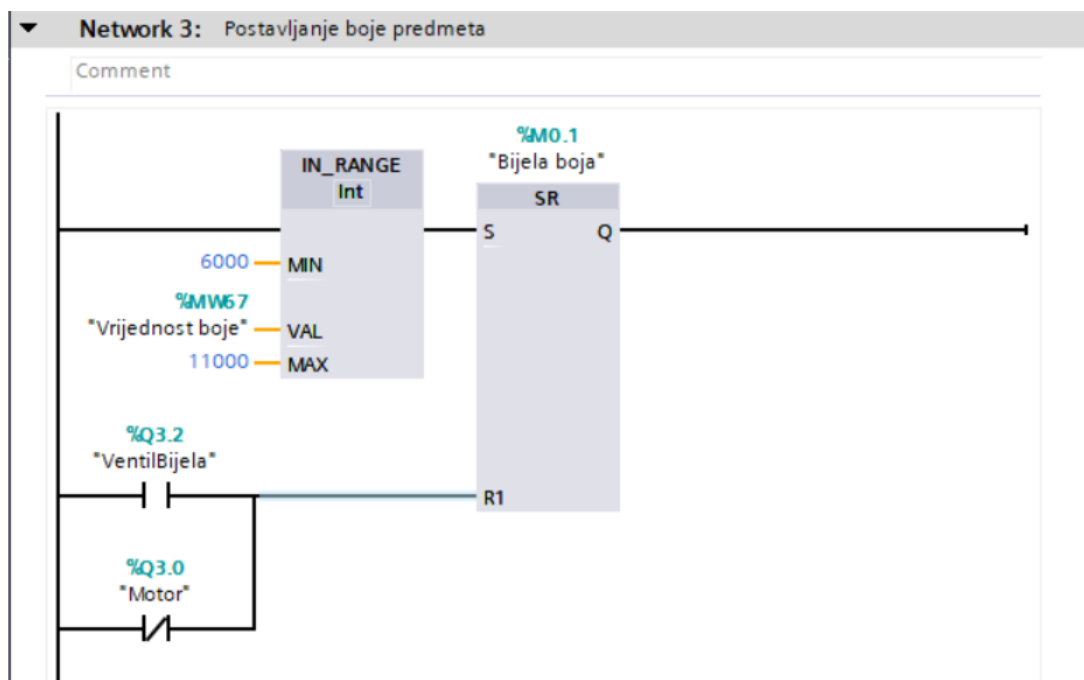 Network 3: Postavljanje boje predmeta
Comment
%M0.1
"Bijela boja"
IN_RANGE
Int
SR
S Q
6000 MIN
%MW67
"Vrijednost boje" VAL
11000 MAX
%Q3.2
"VentilBijela"
R1
%Q3.0
"Motor"